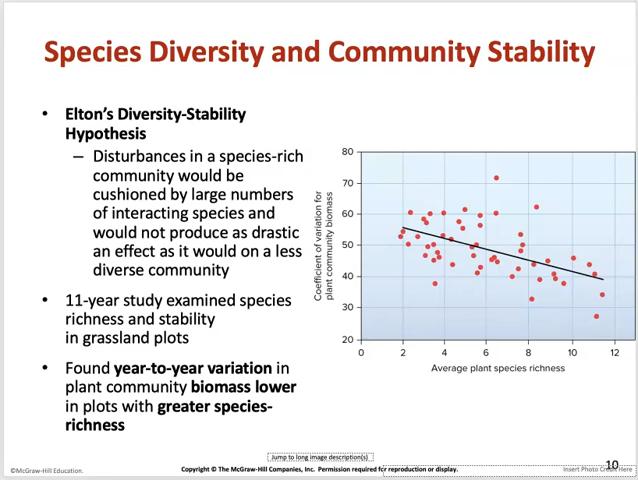 Species Diversity and Community Stability
• Elton's Diversity-Stability
Hypothesis
– Disturbances in a species-rich
community would be
cushioned by large numbers
of interacting species and
would not produce as drastic
an effect as it would on a less
diverse community
• 11-year study examined species
richness and stability
in grassland plots
• Found year-to-year variation in
plant community biomass lower
in plots with greater species-
richness
Coefficient of variation for
plant community biomass
80
70
60
50
40
30
20
0 2 4 6 8 10 12
Average plant species richness
Jump to long image description(s)
10
©McGraw-Hill Education.
Copyright © The McGraw-Hill Companies, Inc. Permission required for reproduction or display.
Insert Photo Credit Here